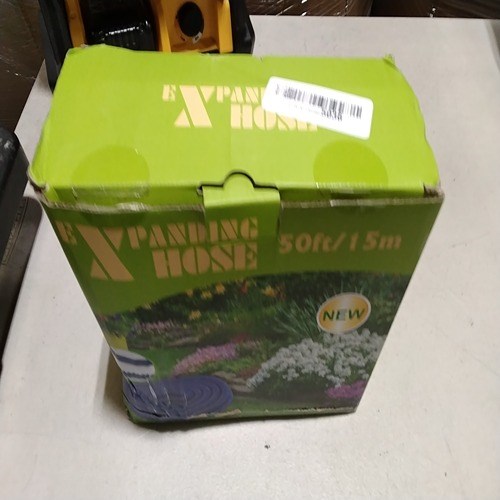 EXPANDING
HOSE
EXPANDING
HOSE
50ft/15m
NEW